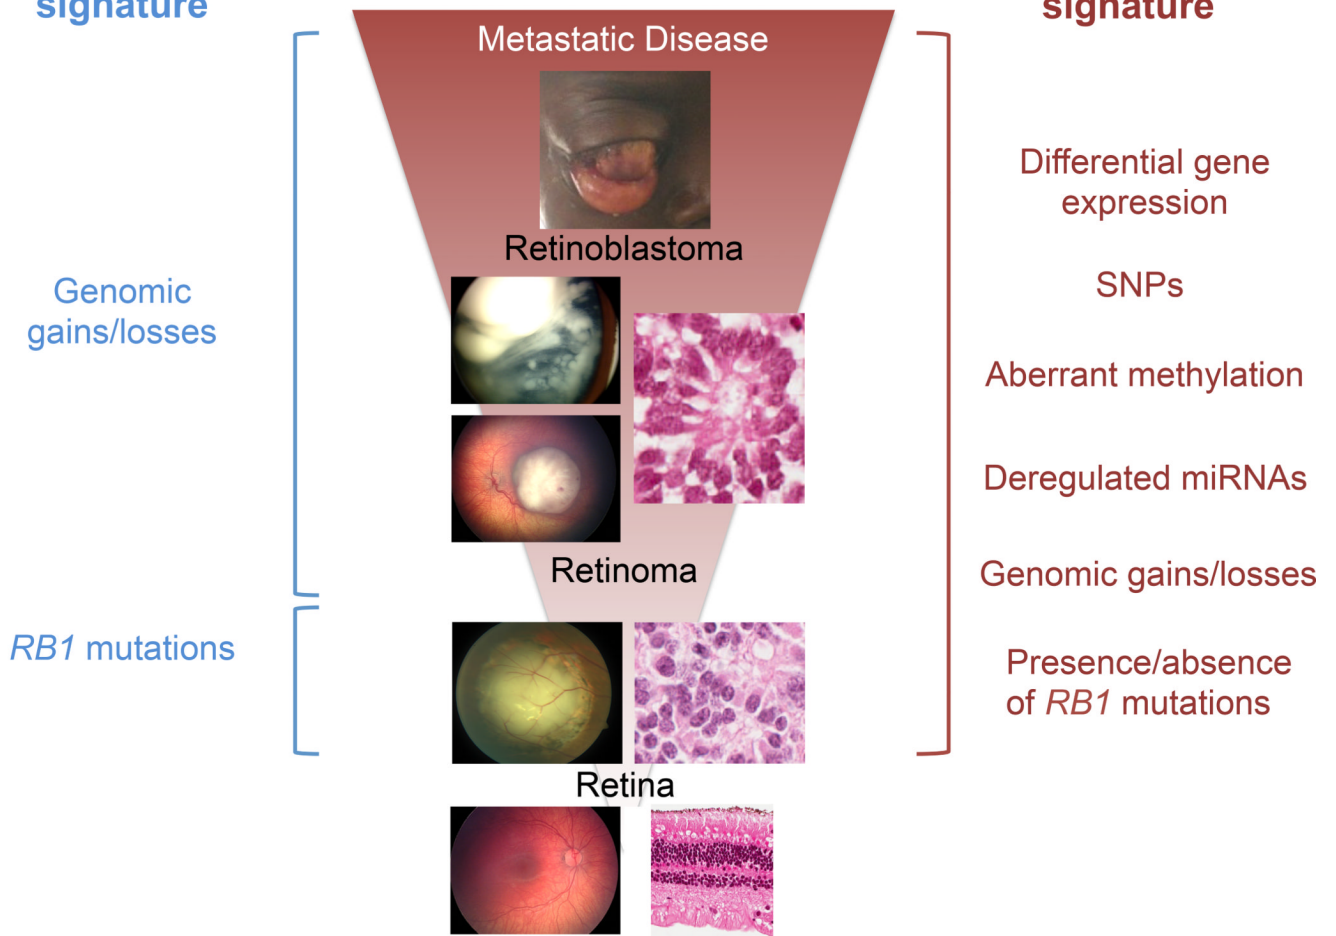 signature
signature
Metastatic Disease
Retinoblastoma
Retinoma
Retina
Genomic
gains/losses
RB1 mutations
Differential gene
expression
SNPs
Aberrant methylation
Deregulated miRNAs
Genomic gains/losses
Presence/absence
of RB1 mutations